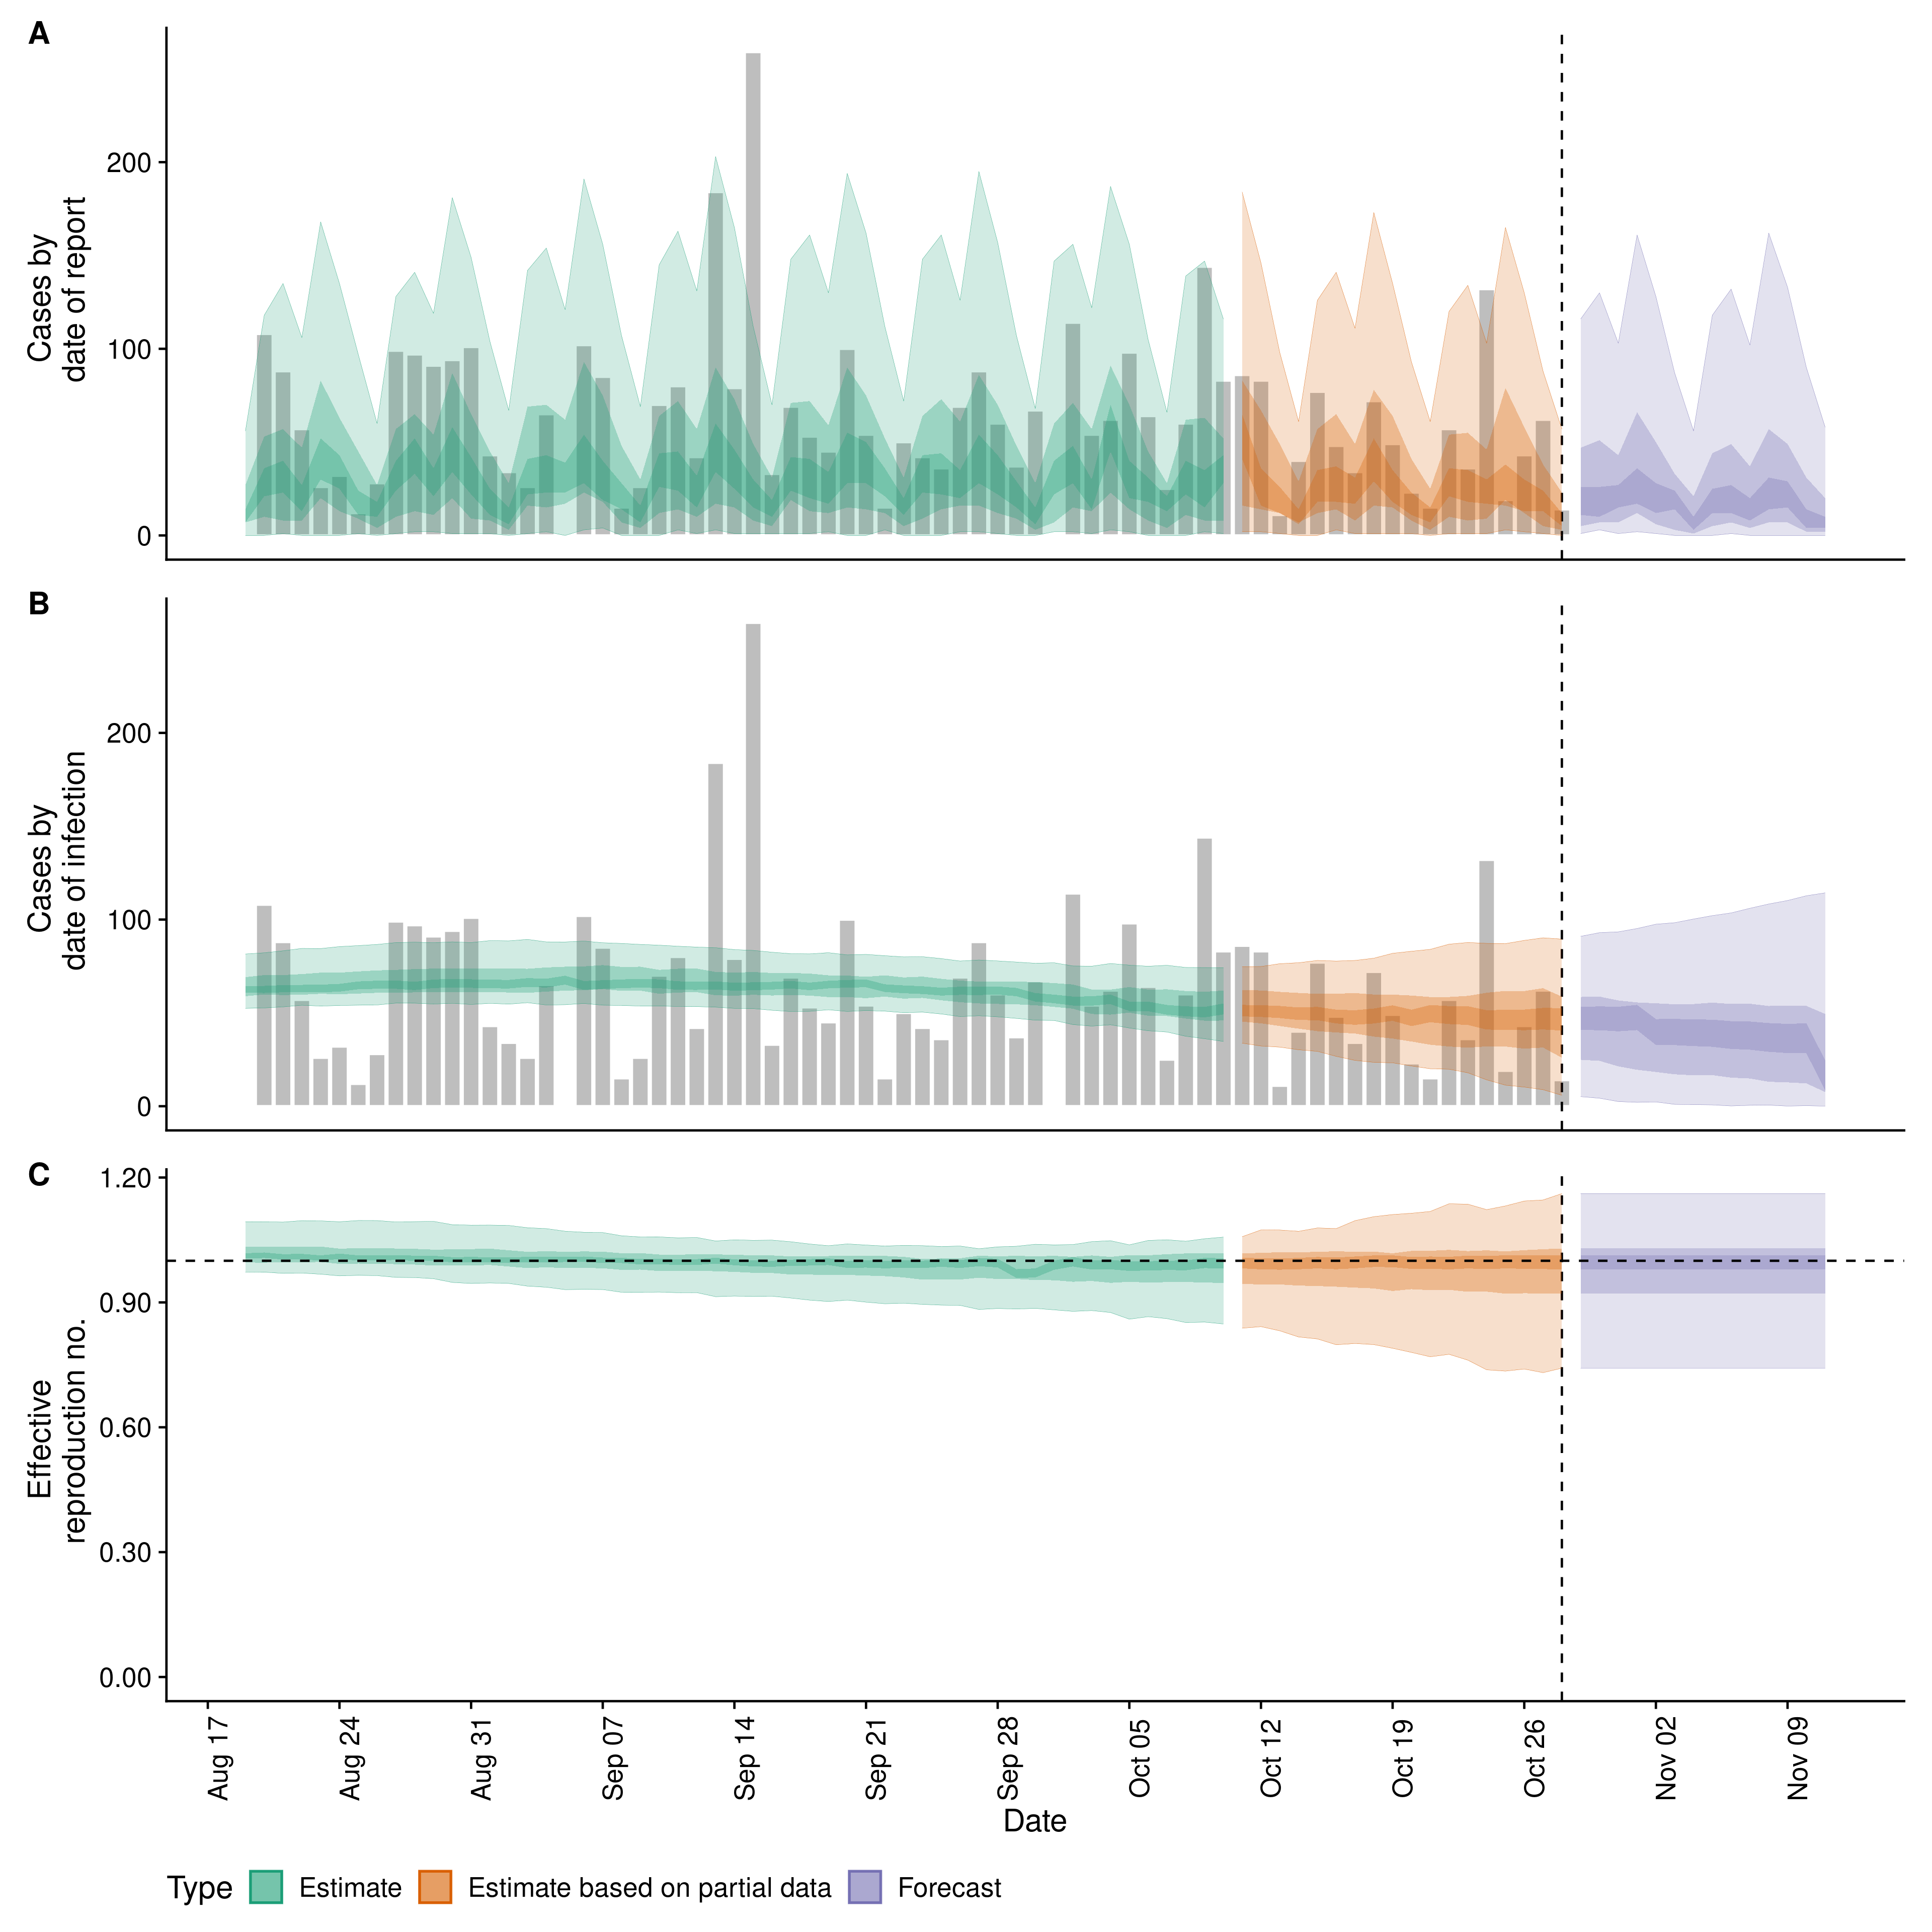 A
200
100
0
Cases by
date of report
B
200
100
0
Cases by
date of infection
C
1.20
0.90
0.60
0.30
0.00
Effective
reproduction no.
Aug 17
Aug 24
Aug 31
Sep 07
Sep 14
Sep 21
Sep 28
Oct 05
Oct 12
Oct 19
Oct 26
Nov 02
Nov 09
Date
Type Estimate Estimate based on partial data Forecast